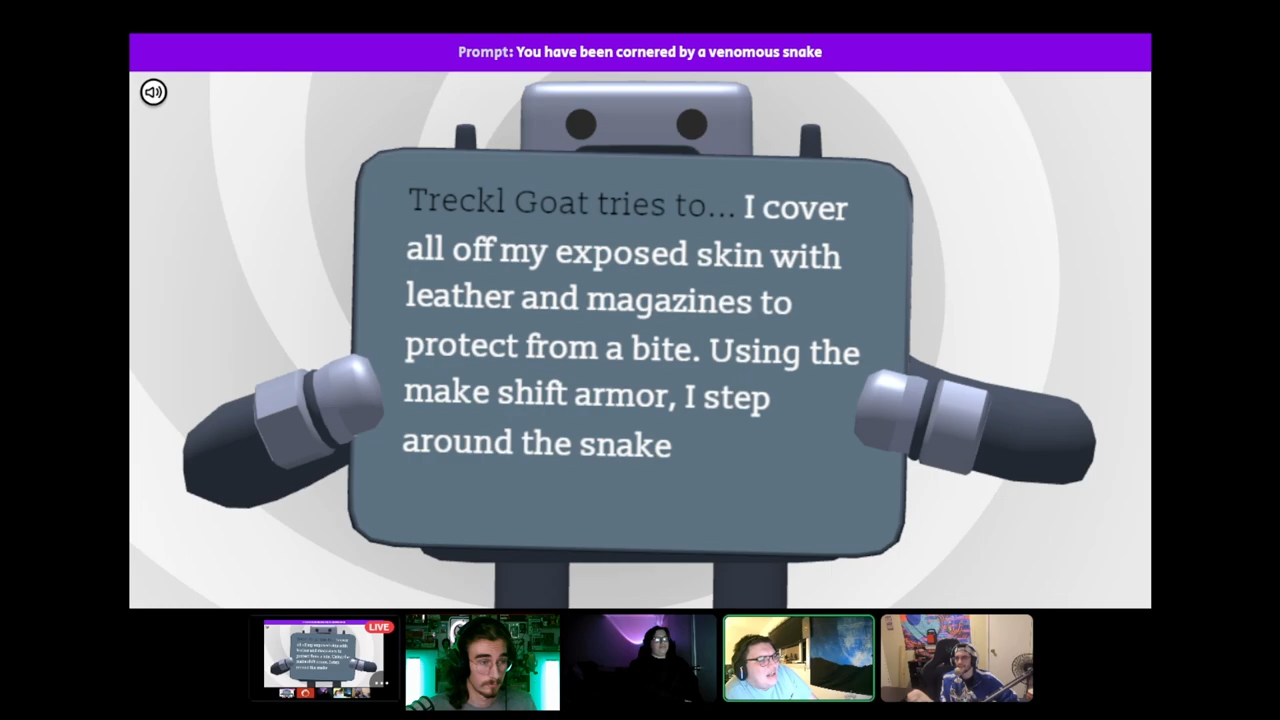 Prompt: You have been cornered by a venomous snake
Treckl Goat tries to... I cover
all off my exposed skin with
leather and magazines to
protect from a bite. Using the
make shift armor, I step
around the snake
LIVE